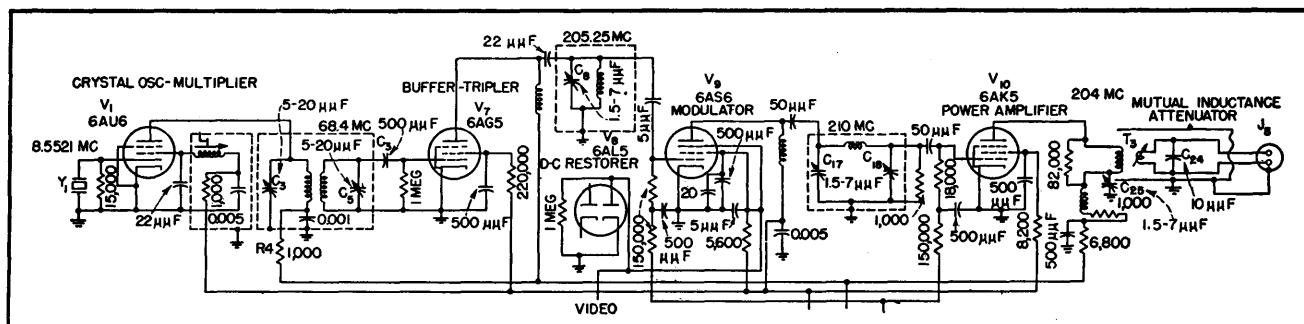 CRYSTAL OSC-MULTIPLIER
V1
6AU6
8.5521 MC
Y1
15,000
22 μμF
L1
1,000
0.005
5-20 μμF
68.4 MC
C3
5-20 μμF
C5
0.001
R4
1,000
500 μμF
C3
1 MEG
BUFFER-TRIPLER
V7
6AG5
500 μμF
220,000
22 μμF
205.25 MC
C8
1.5-7 μμF
V8
6AL5
D-C RESTORER
1 MEG
VIDEO
5 μμF
V9
6AS6
MODULATOR
500 μμF
20
5 μμF
150,000
500 μμF
5,600
50 μμF
0.005
210 MC
C17
C18
1.5-7 μμF
1,000
50 μμF
18,000
150,000
500 μμF
V10
6AK5
POWER AMPLIFIER
500 μμF
8,200
204 MC
82,000
MUTUAL INDUCTANCE
ATTENUATOR
T3
C24
C25
1,000
10 μμF
1.5-7 μμF
500 μμF
6,800